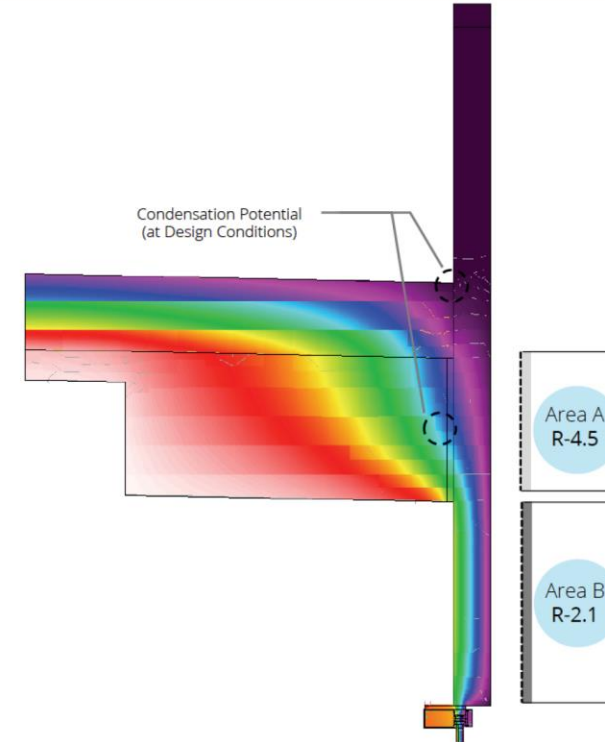 Condensation Potential
(at Design Conditions)
Area A
R-4.5
Area B
R-2.1